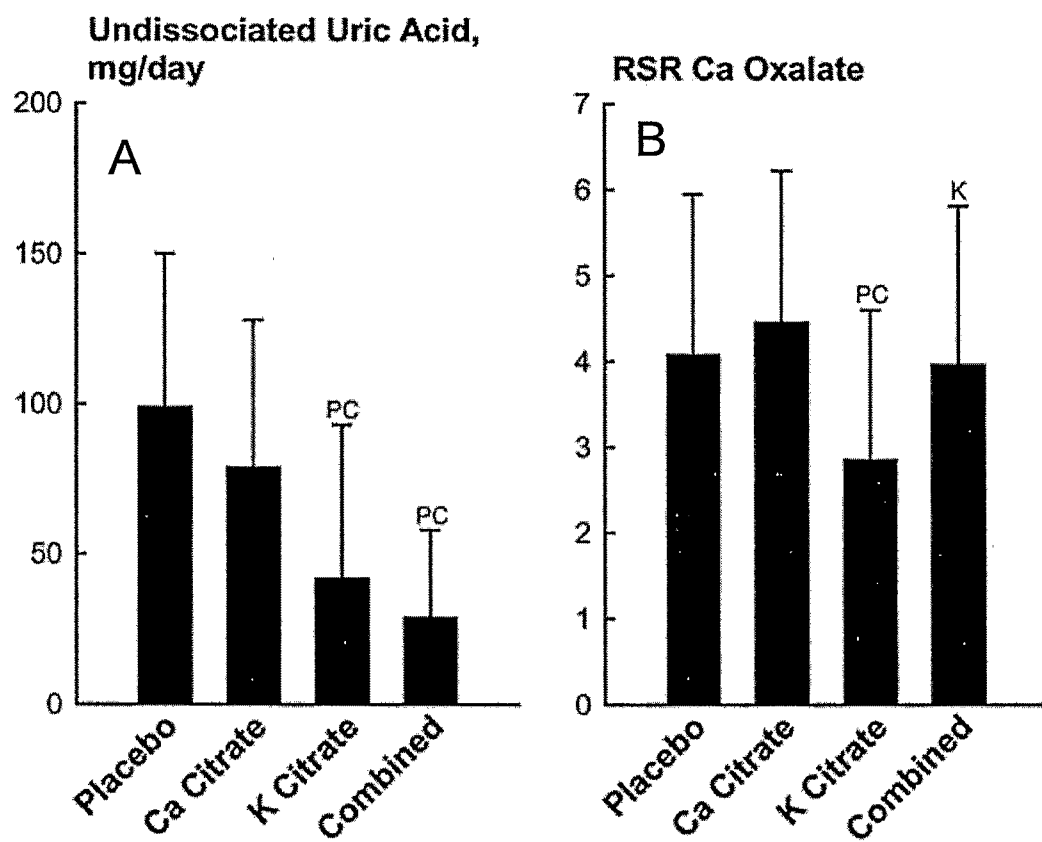 Undissociated Uric Acid,
mg/day
200
150
100
50
0
A
PC
PC
Placebo
Ca Citrate
K Citrate
Combined
RSR Ca Oxalate
7
6
5
4
3
2
1
0
B
PC
K
Placebo
Ca Citrate
K Citrate
Combined